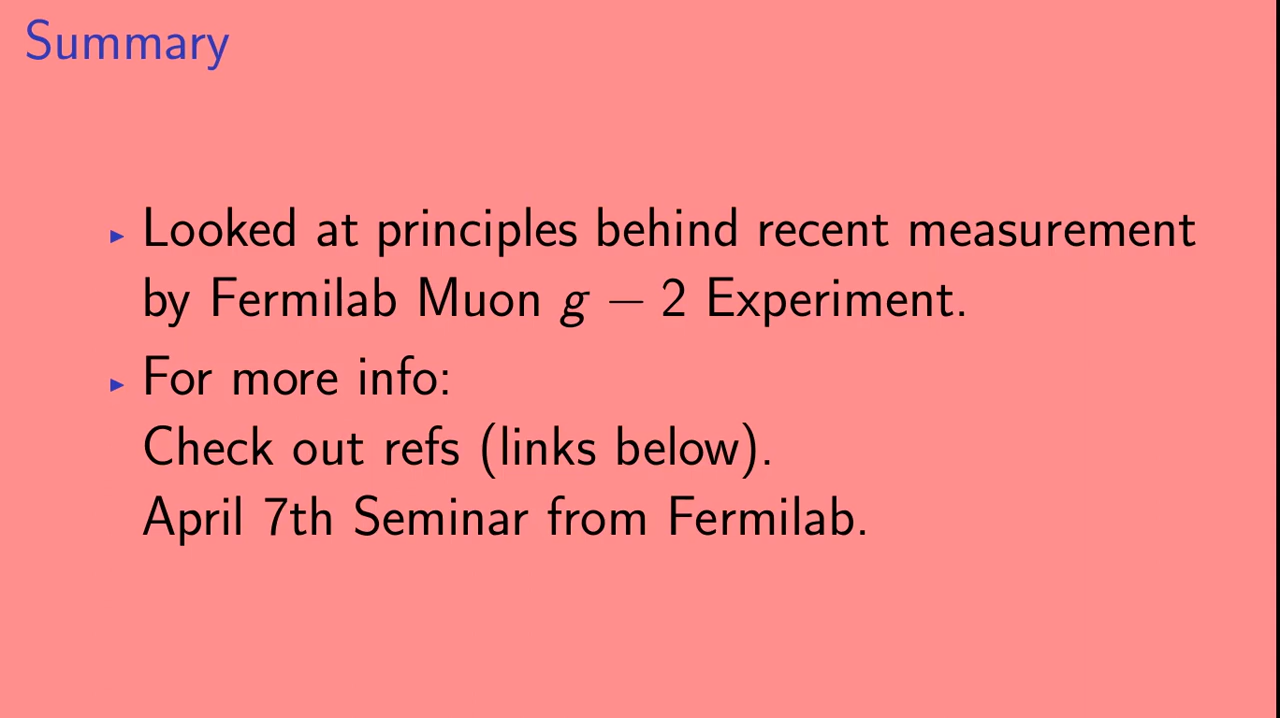 Summary
▸ Looked at principles behind recent measurement
by Fermilab Muon g − 2 Experiment.
▸ For more info:
Check out refs (links below).
April 7th Seminar from Fermilab.